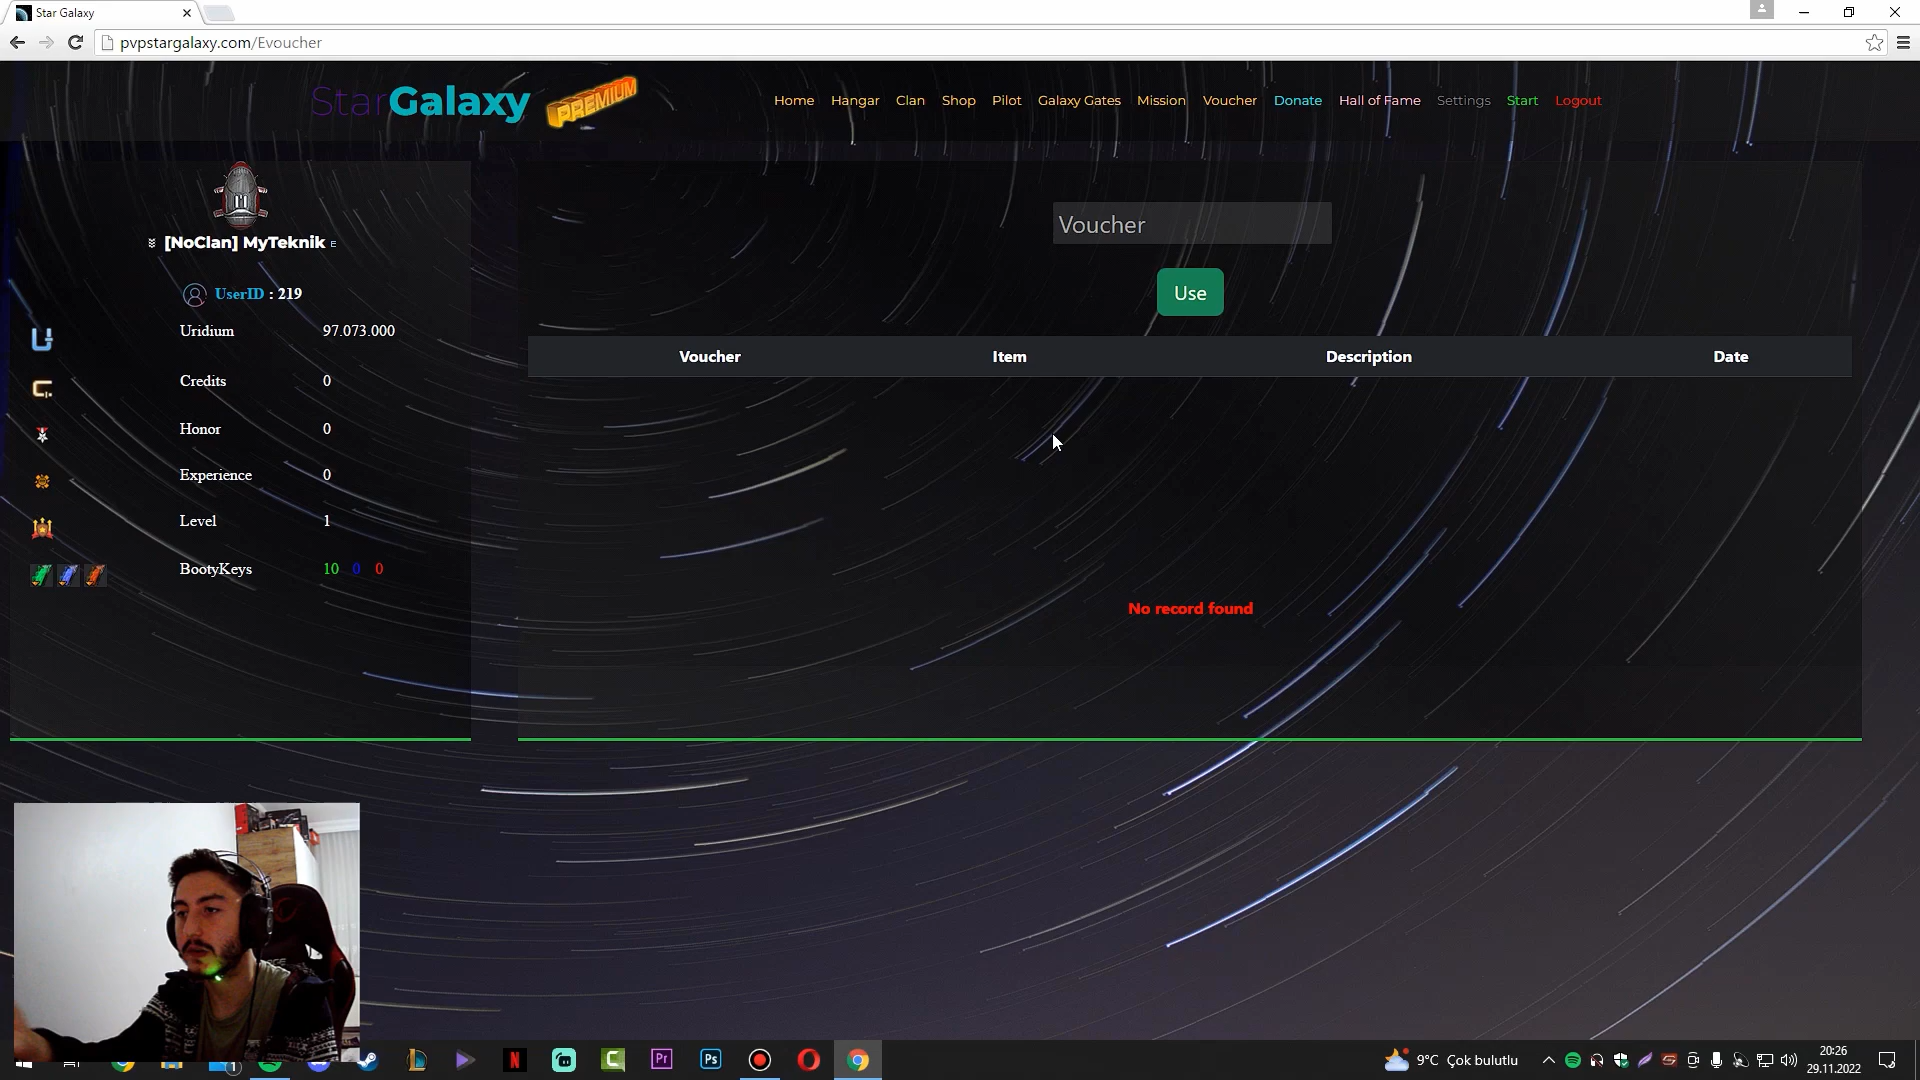 Star Galaxy
pvpstargalaxy.com/Evoucher
StarGalaxy PREMIUM
Home Hangar Clan Shop Pilot Galaxy Gates Mission Voucher Donate Hall of Fame Settings Start Logout
[NoClan] MyTeknik E
UserID : 219
Uridium 97.073.000
Credits 0
Honor 0
Experience 0
Level 1
BootyKeys 10 0 0
Voucher
Use
Voucher Item Description Date
No record found
1 N C Pr Ps 9°C Çok bulutlu
20:26
29.11.2022